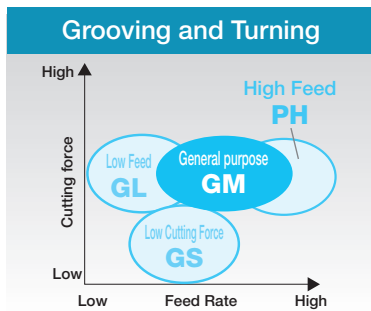 Grooving and Turning
High
High Feed
PH
Low Feed
GL
General purpose
GM
Cutting force
Low Cutting Force
GS
Low
Low
Feed Rate
High